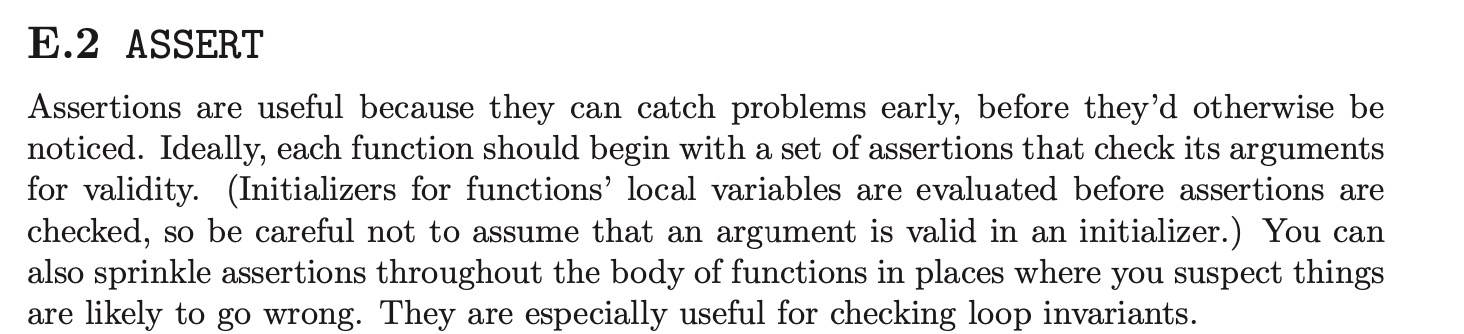 E.2 ASSERT
Assertions are useful because they can catch problems early, before they’d otherwise be
noticed. Ideally, each function should begin with a set of assertions that check its arguments
for validity. (Initializers for functions’ local variables are evaluated before assertions are
checked, so be careful not to assume that an argument is valid in an initializer.) You can
also sprinkle assertions throughout the body of functions in places where you suspect things
are likely to go wrong. They are especially useful for checking loop invariants.